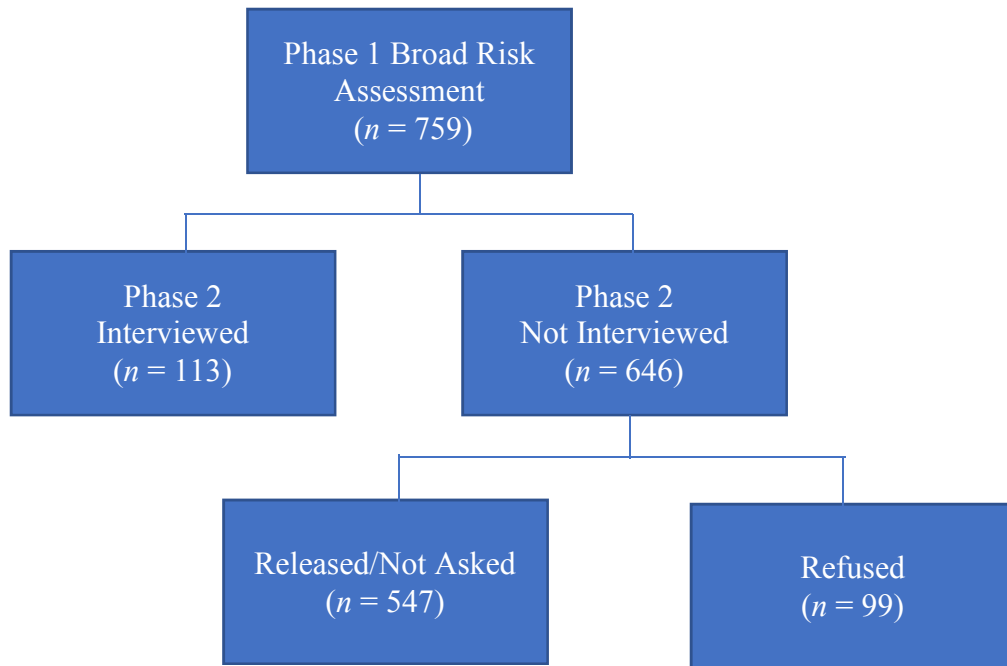 Phase 1 Broad Risk
Assessment
(n = 759)
Phase 2
Interviewed
(n = 113)
Phase 2
Not Interviewed
(n = 646)
Released/Not Asked
(n = 547)
Refused
(n = 99)